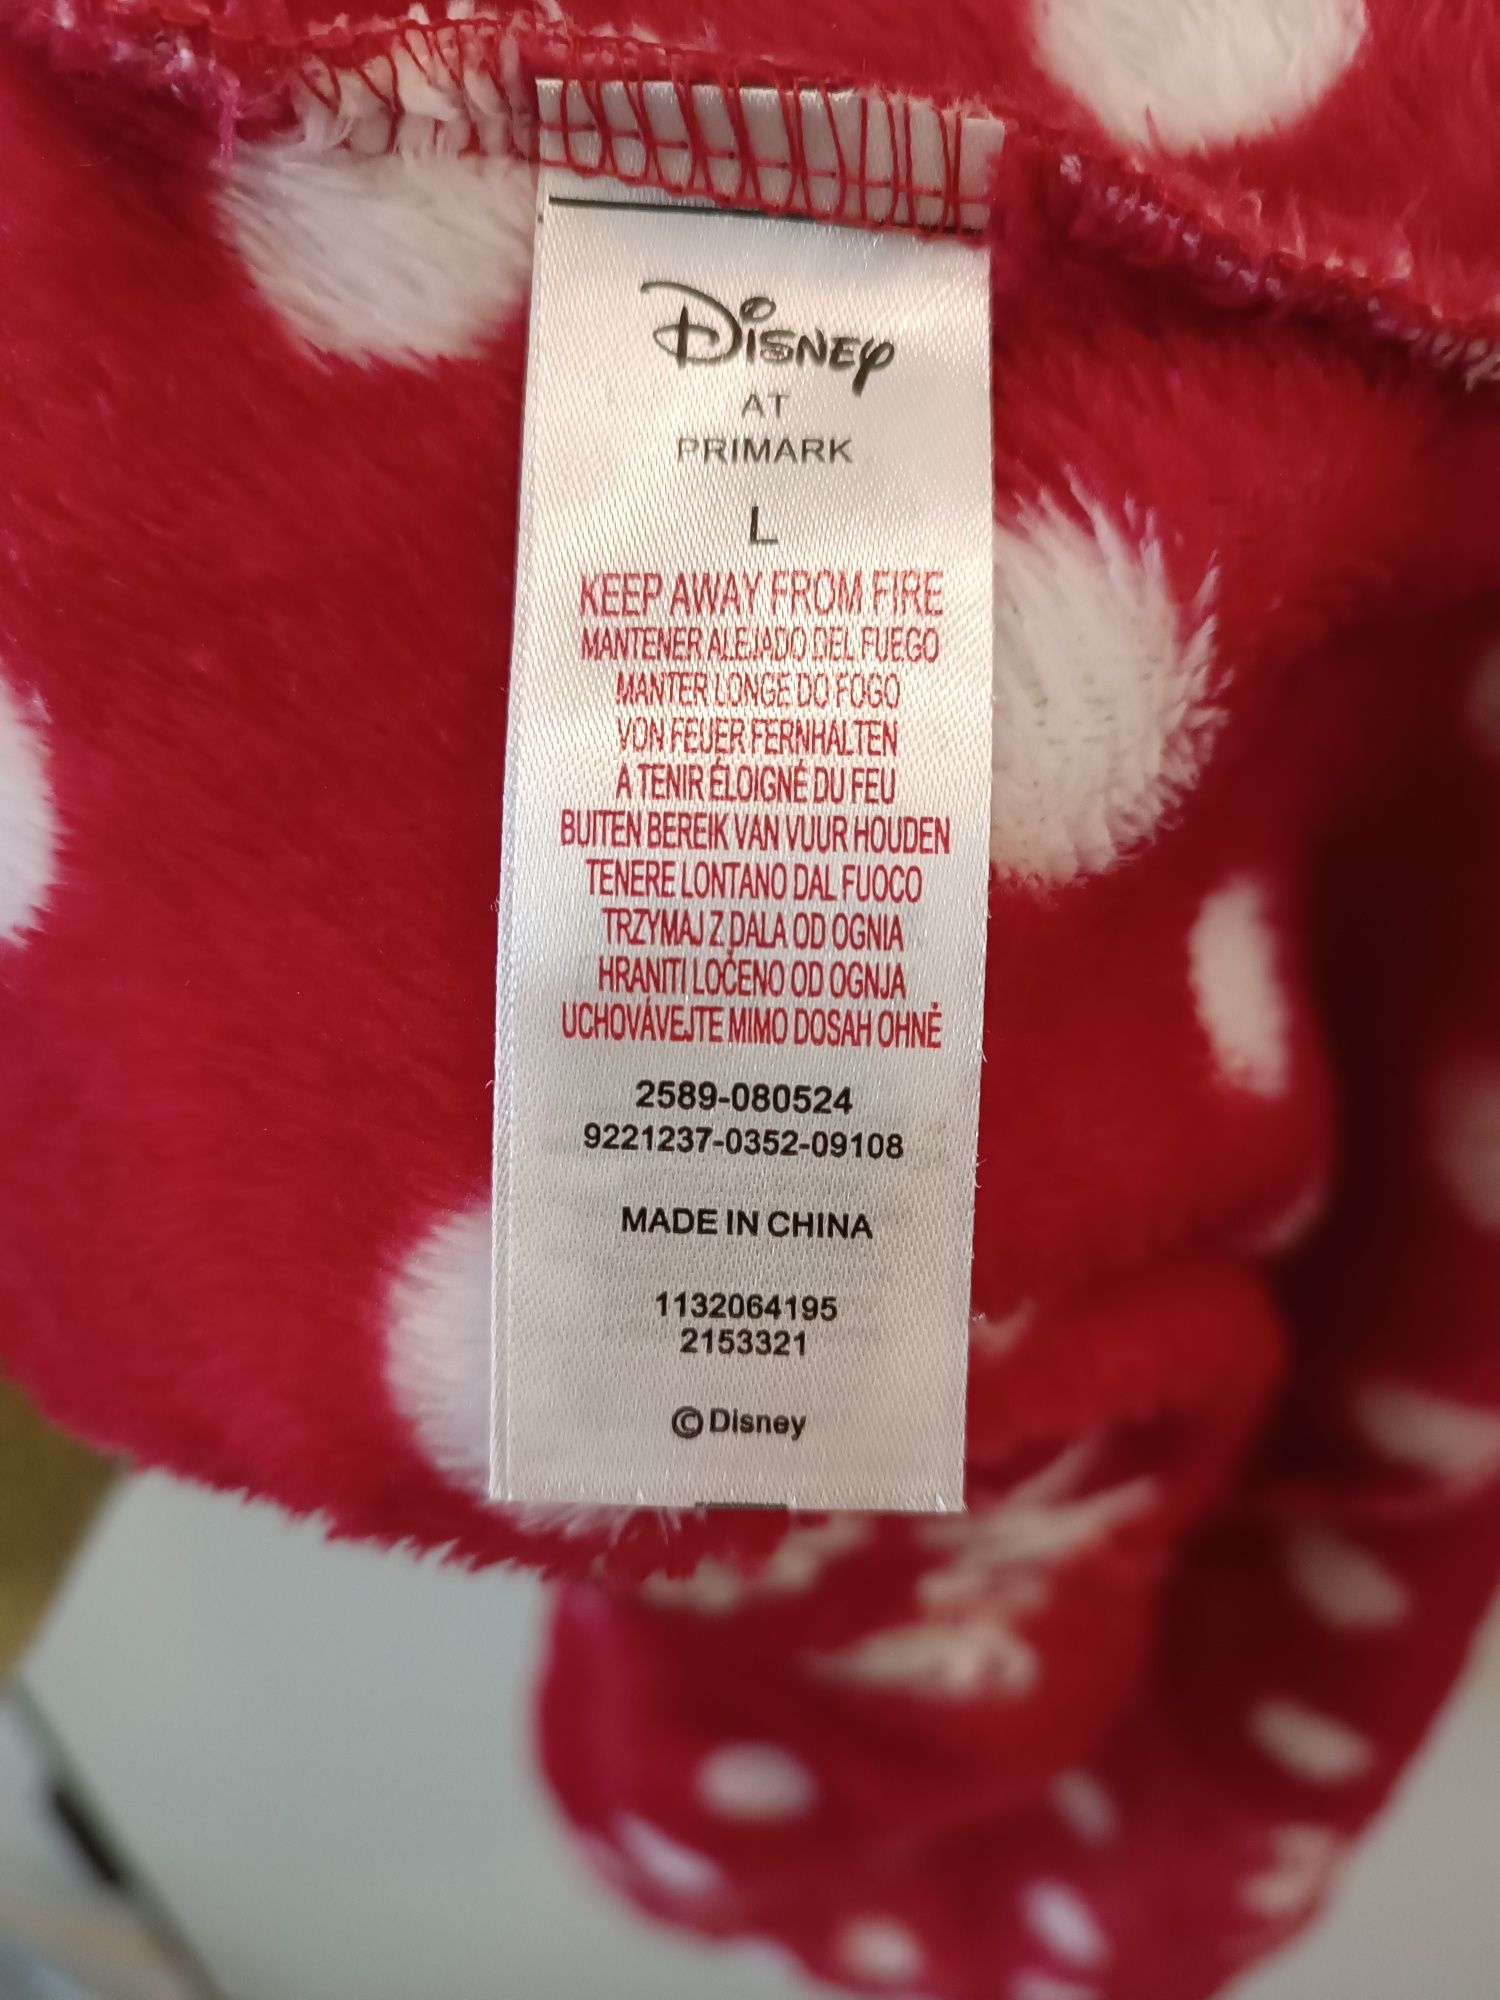 Disney
AT
PRIMARK
L
KEEP AWAY FROM FIRE
MANTENER ALEJADO DEL FUEGO
MANTER LONGE DO FOGO
VON FEUER FERNHALTEN
A TENIR ÉLOIGNÉ DU FEU
BUITEN BEREIK VAN VUUR HOUDEN
TENERE LONTANO DAL FUOCO
TRZYMAJ Z DALA OD OGNIA
HRANITI LOČENO OD OGNJA
UCHOVÁVEJTE MIMO DOSAH OHNĚ
2589-080524
9221237-0352-09108
MADE IN CHINA
1132064195
2153321
© Disney